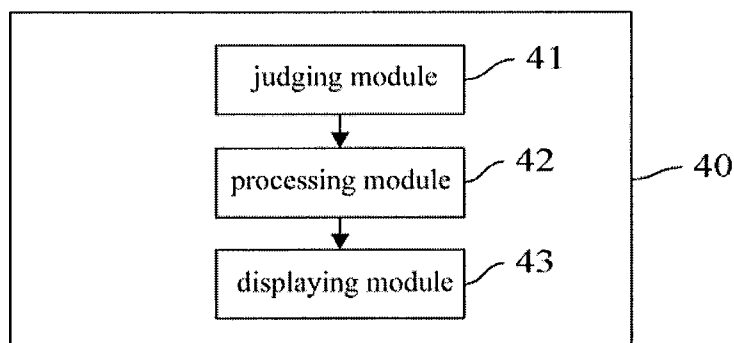 judging module 41
processing module 42
40
displaying module 43